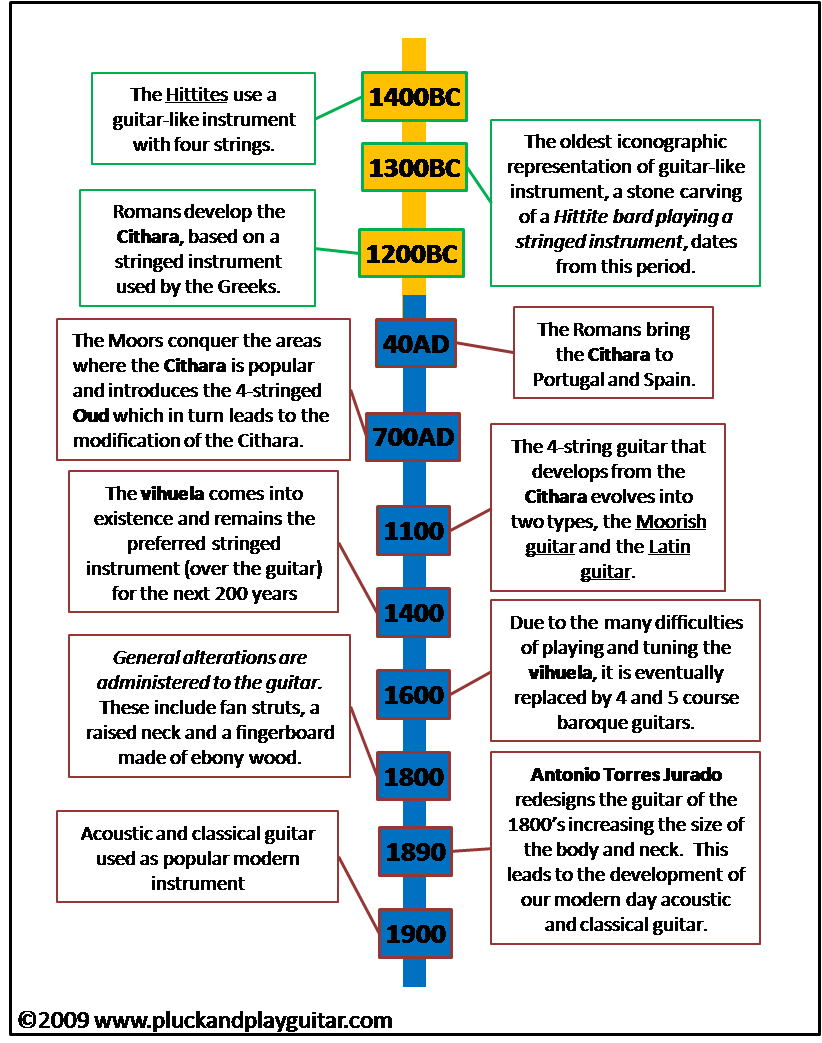 1400BC
The Hittites use a
guitar-like instrument
with four strings.
1300BC
The oldest iconographic
representation of guitar-like
instrument, a stone carving
of a Hittite bard playing a
stringed instrument, dates
from this period.
1200BC
Romans develop the
Cithara, based on a
stringed instrument
used by the Greeks.
40AD
The Romans bring
the Cithara to
Portugal and Spain.
700AD
The Moors conquer the areas
where the Cithara is popular
and introduces the 4-stringed
Oud which in turn leads to the
modification of the Cithara.
1100
The 4-string guitar that
develops from the
Cithara evolves into
two types, the Moorish
guitar and the Latin
guitar.
1400
The vihuela comes into
existence and remains the
preferred stringed
instrument (over the guitar)
for the next 200 years
1600
Due to the many difficulties
of playing and tuning the
vihuela, it is eventually
replaced by 4 and 5 course
baroque guitars.
1800
General alterations are
administered to the guitar.
These include fan struts, a
raised neck and a fingerboard
made of ebony wood.
1890
Antonio Torres Jurado
redesigns the guitar of the
1800's increasing the size of
the body and neck.  This
leads to the development of
our modern day acoustic
and classical guitar.
1900
Acoustic and classical guitar
used as popular modern
instrument
©2009 www.pluckandplayguitar.com